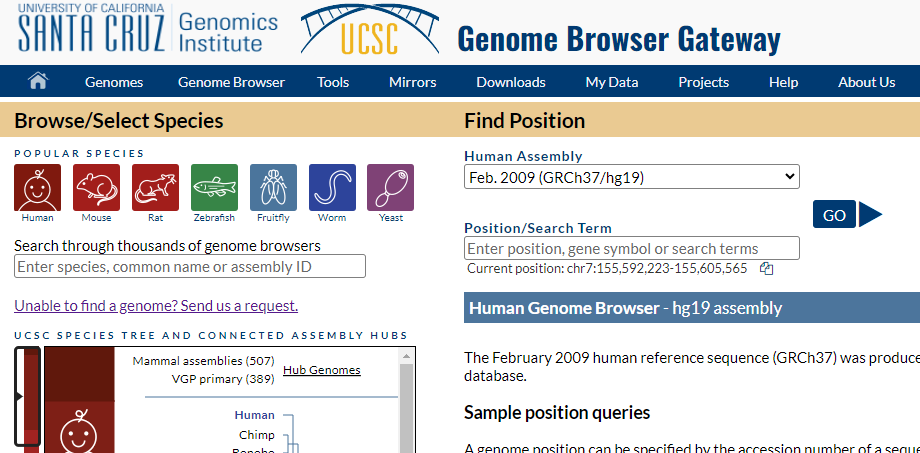 UNIVERSITY OF CALIFORNIA
SANTA CRUZ
Genomics
Institute
UCSC
Genome Browser Gateway
Genomes Genome Browser Tools Mirrors Downloads My Data Projects Help About Us
Browse/Select Species
POPULAR SPECIES
Human Mouse Rat Zebrafish Fruitfly Worm Yeast
Search through thousands of genome browsers
Enter species, common name or assembly ID
Unable to find a genome? Send us a request.
UCSC SPECIES TREE AND CONNECTED ASSEMBLY HUBS
Mammal assemblies (507)
VGP primary (389)
Hub Genomes
Human
Chimp
Find Position
Human Assembly
Feb. 2009 (GRCh37/hg19)
Position/Search Term
Enter position, gene symbol or search terms
Current position: chr7:155,592,223-155,605,565
GO
Human Genome Browser - hg19 assembly
The February 2009 human reference sequence (GRCh37) was produce
database.
Sample position queries
A genome position can be specified by the accession number of a seque